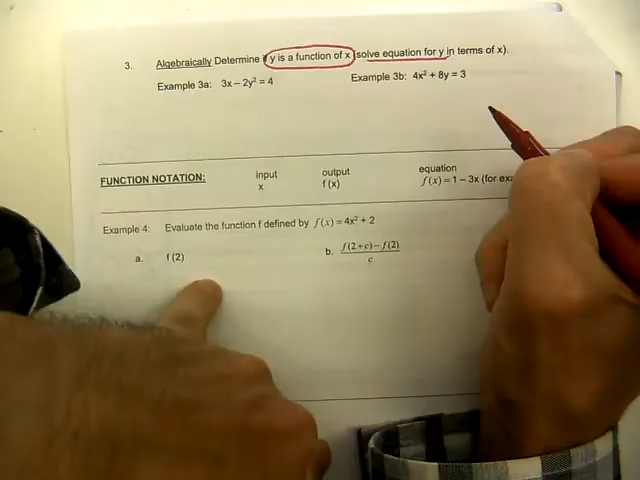 3. Algebraically Determine if y is a function of x (solve equation for y in terms of x).
Example 3a: 3x – 2y² = 4 Example 3b: 4x² + 8y = 3
FUNCTION NOTATION: input output equation
x f (x) f(x) = 1 – 3x (for
Example 4: Evaluate the function f defined by f(x) = 4x² + 2
a. f (2) b. f(2+c)–f(2)
c